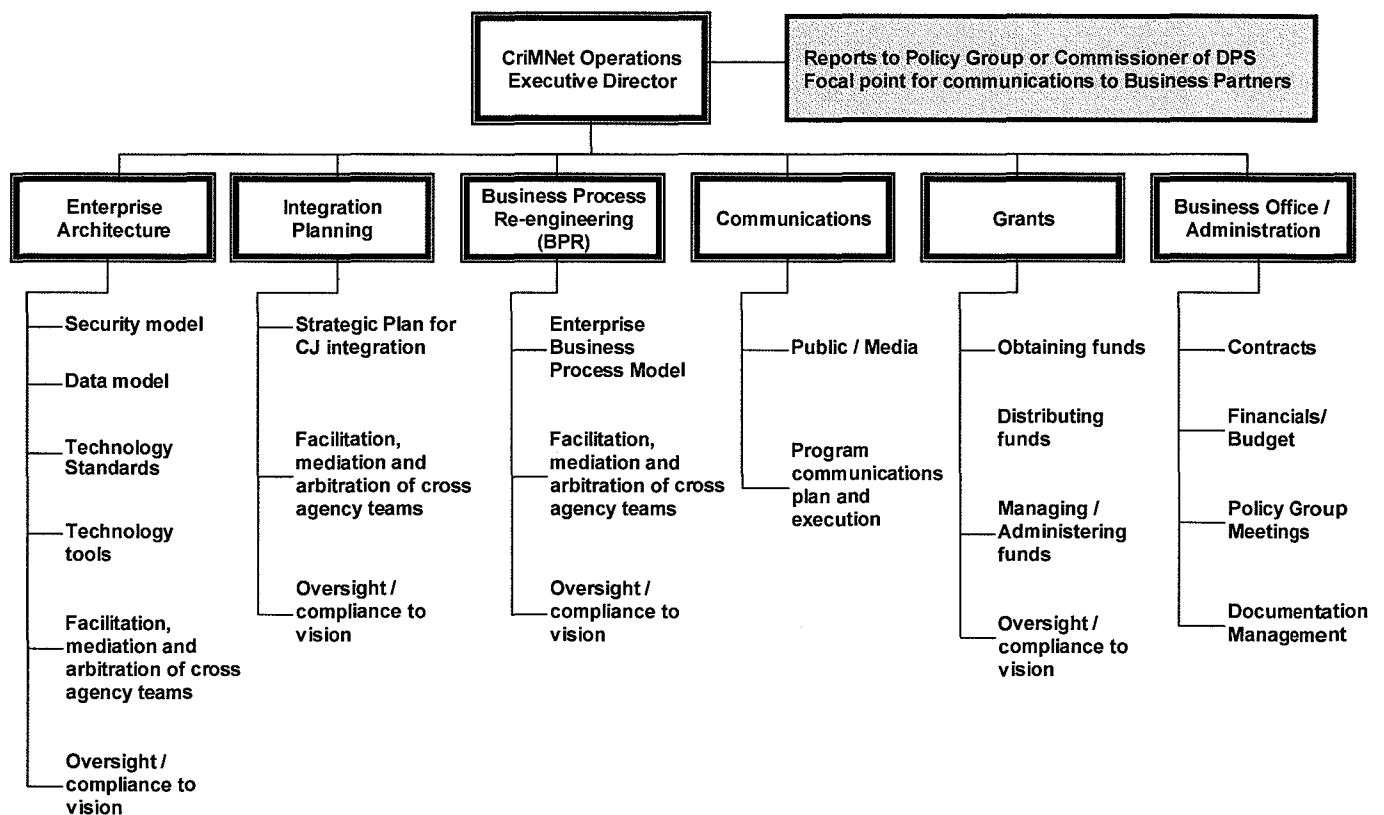 CriMNet Operations
Executive Director
Reports to Policy Group or Commissioner of DPS
Focal point for communications to Business Partners
Enterprise
Architecture
Integration
Planning
Business Process
Re-engineering
(BPR)
Communications
Grants
Business Office /
Administration
Security model
Data model
Technology
Standards
Technology
tools
Facilitation,
mediation and
arbitration of cross
agency teams
Oversight /
compliance to
vision
Strategic Plan for
CJ integration
Facilitation,
mediation and
arbitration of cross
agency teams
Oversight /
compliance to
vision
Enterprise
Business
Process Model
Facilitation,
mediation and
arbitration of cross
agency teams
Oversight /
compliance to
vision
Public / Media
Program
communications
plan and
execution
Obtaining funds
Distributing
funds
Managing /
Administering
funds
Oversight /
compliance to
vision
Contracts
Financials/
Budget
Policy Group
Meetings
Documentation
Management